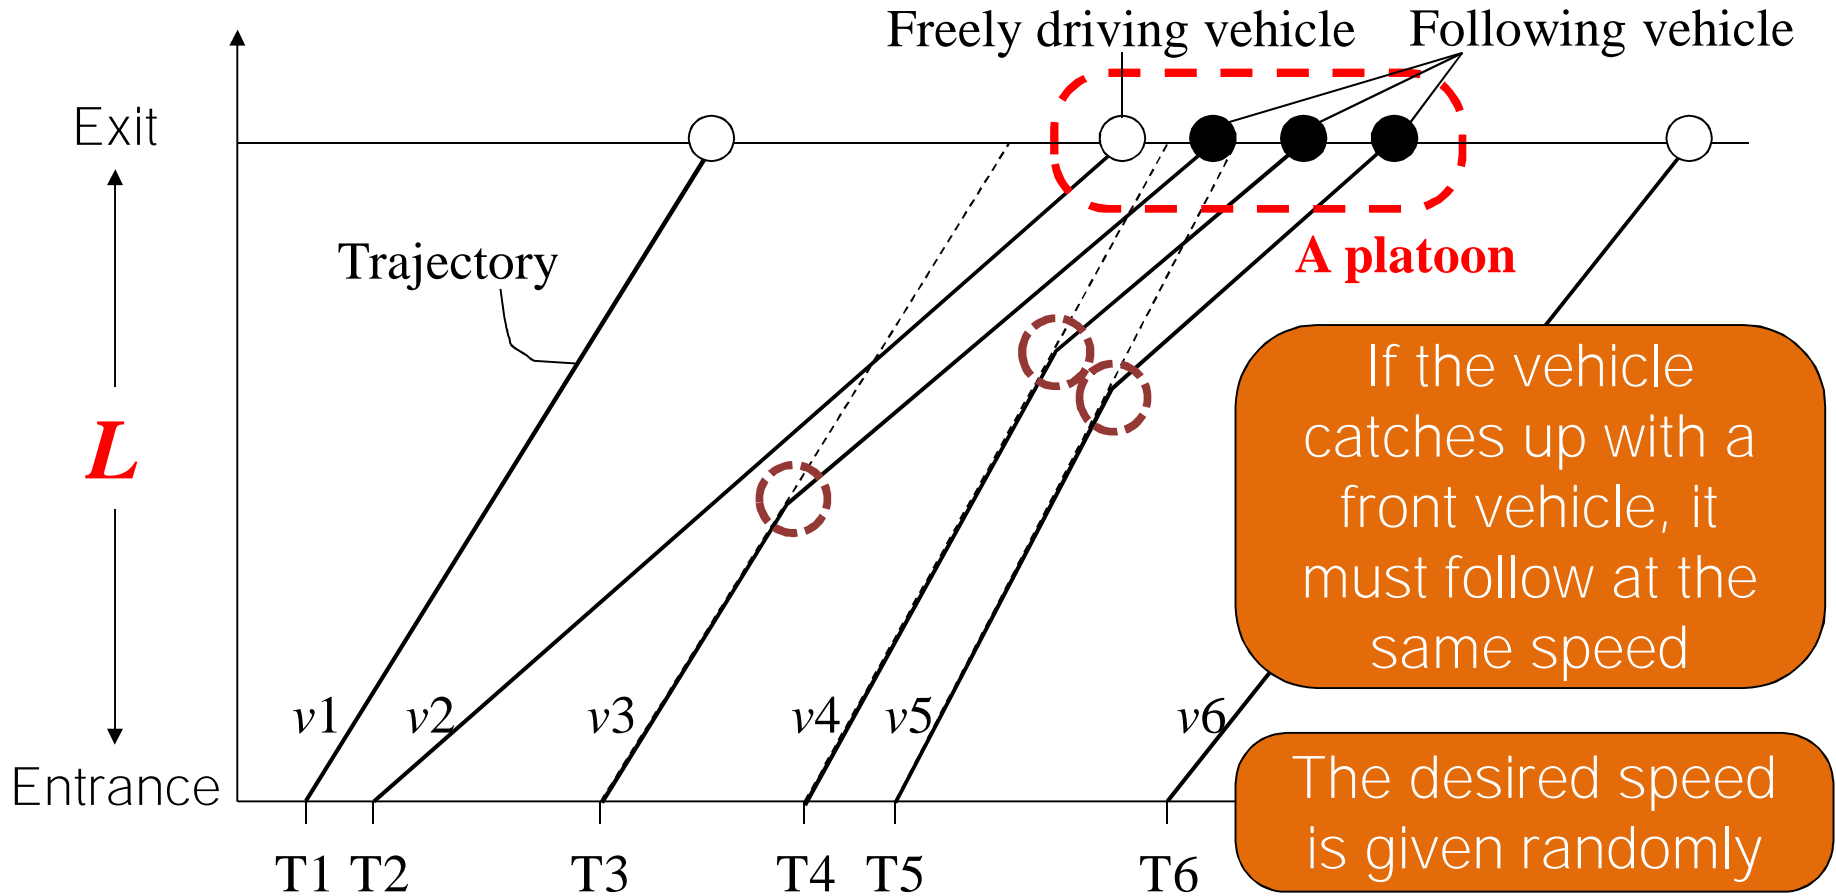 Freely driving vehicle
Following vehicle
Exit
Trajectory
A platoon
L
If the vehicle
catches up with a
front vehicle, it
must follow at the
same speed
v1
v2
v3
v4
v5
v6
Entrance
The desired speed
is given randomly
T1
T2
T3
T4
T5
T6